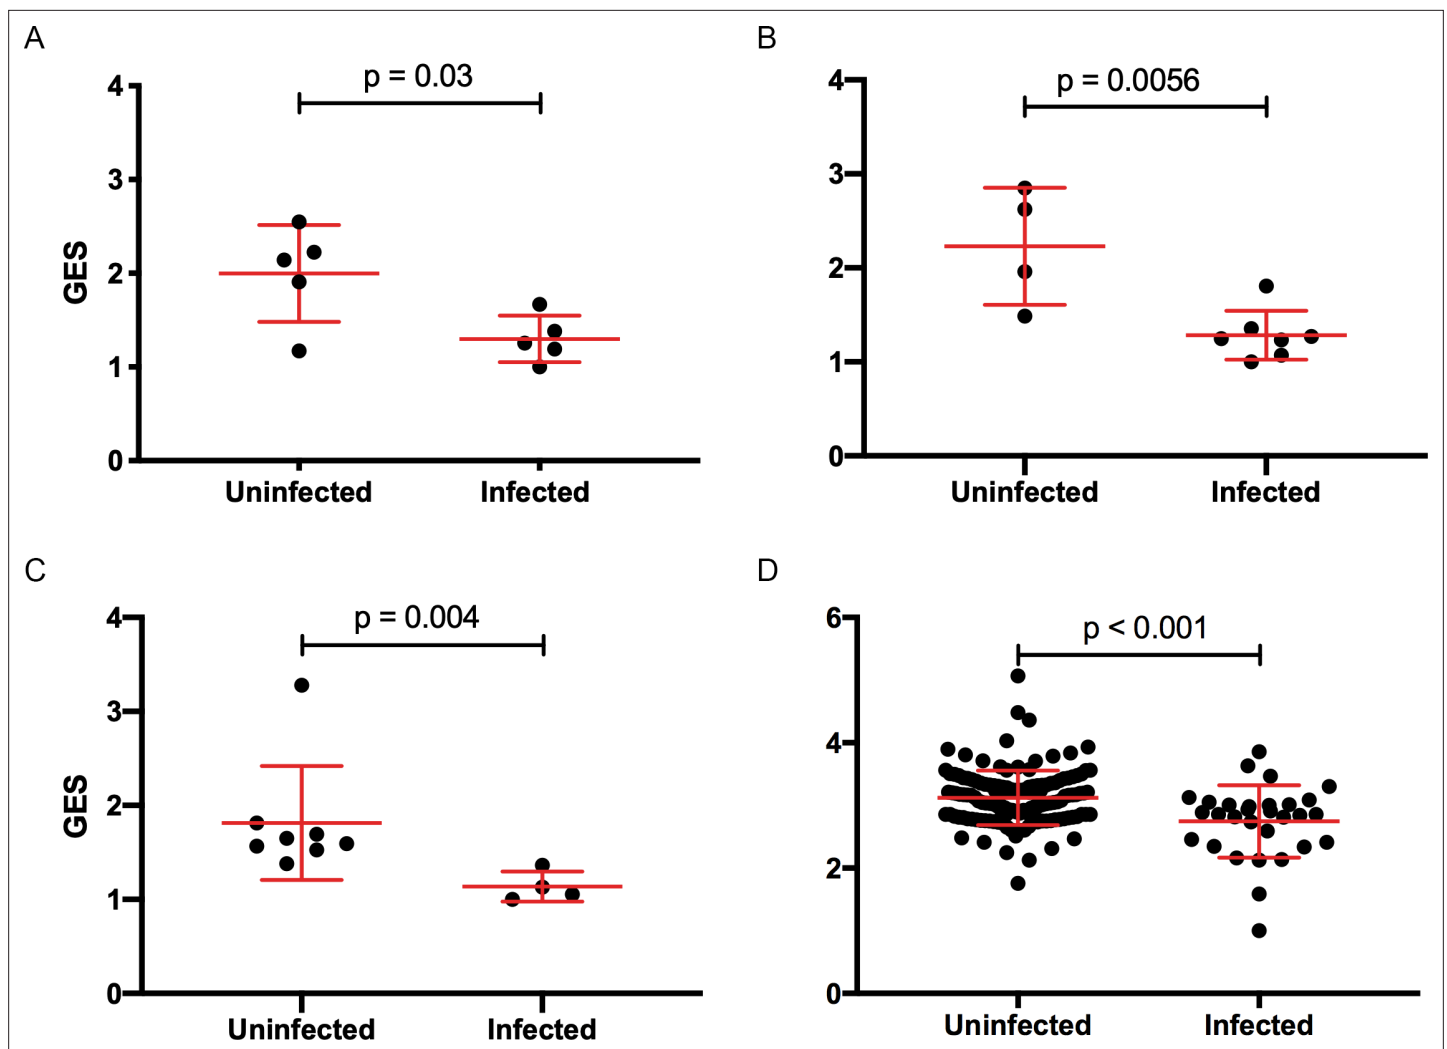 A
p = 0.03
4
3
2
1
0
GES
Uninfected Infected
B
p = 0.0056
4
3
2
1
0
Uninfected Infected
C
p = 0.004
4
3
2
1
0
GES
Uninfected Infected
D
p < 0.001
6
4
2
0
Uninfected Infected